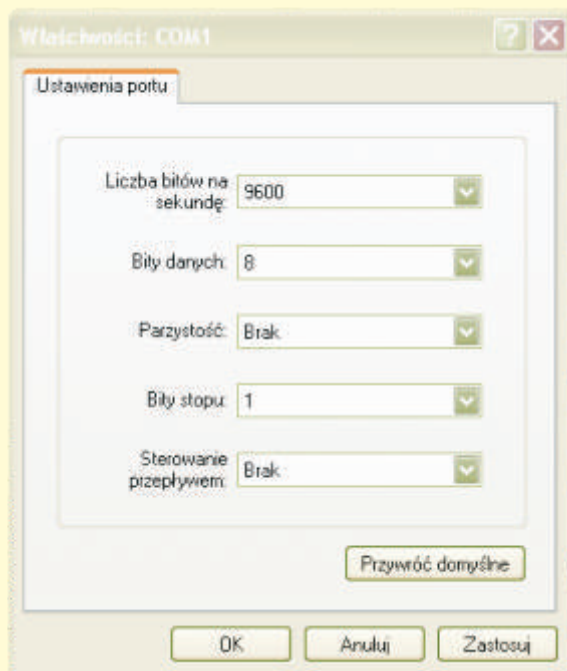 Właściwości: COM1
Ustawienia portu
Liczba bitów na
sekundę: 9600
Bity danych: 8
Parzystość: Brak
Bity stopu: 1
Sterowanie
przepływem: Brak
Przywróć domyślne
OK Anuluj Zastosuj